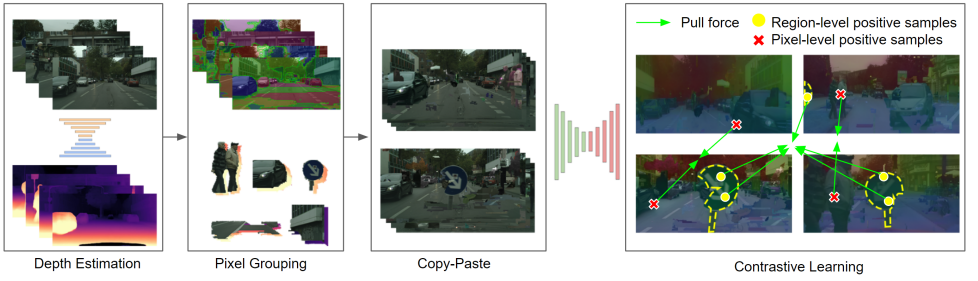 Pull force
Region-level positive samples
Pixel-level positive samples
Depth Estimation
Pixel Grouping
Copy-Paste
Contrastive Learning